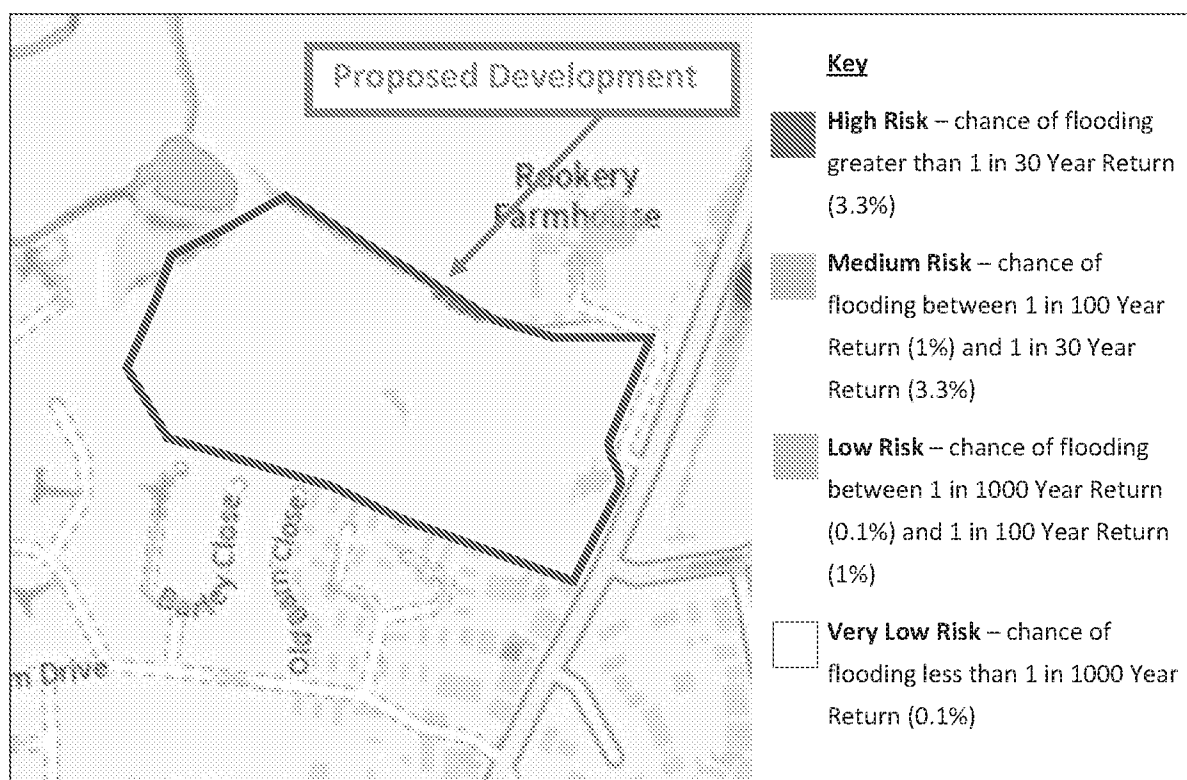 Proposed Development
Rookery
Farmhouse
Barley Close
m Drive
Key
High Risk – chance of flooding
greater than 1 in 30 Year Return
(3.3%)
Medium Risk – chance of
flooding between 1 in 100 Year
Return (1%) and 1 in 30 Year
Return (3.3%)
Low Risk – chance of flooding
between 1 in 1000 Year Return
(0.1%) and 1 in 100 Year Return
(1%)
Very Low Risk – chance of
flooding less than 1 in 1000 Year
Return (0.1%)